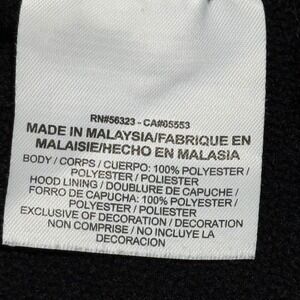 RN#56323 - CA#05553
MADE IN MALAYSIA/FABRIQUE EN
MALAISIE/HECHO EN MALASIA
BODY / CORPS / CUERPO: 100% POLYESTER /
POLYESTER / POLIESTER
HOOD LINING / DOUBLURE DE CAPUCHE /
FORRO DE CAPUCHA: 100% POLYESTER /
POLYESTER / POLIESTER
EXCLUSIVE OF DECORATION / DECORATION
NON COMPRISE / NO INCLUYE LA
DECORACION